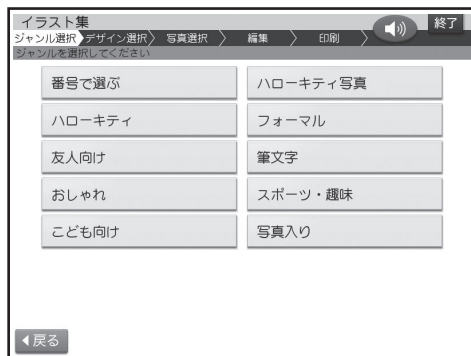 イラスト集
終了
ジャンル選択 デザイン選択 写真選択 編集 印刷
ジャンルを選択してください
番号で選ぶ
ハローキティ写真
ハローキティ
フォーマル
友人向け
筆文字
おしゃれ
スポーツ・趣味
こども向け
写真入り
戻る